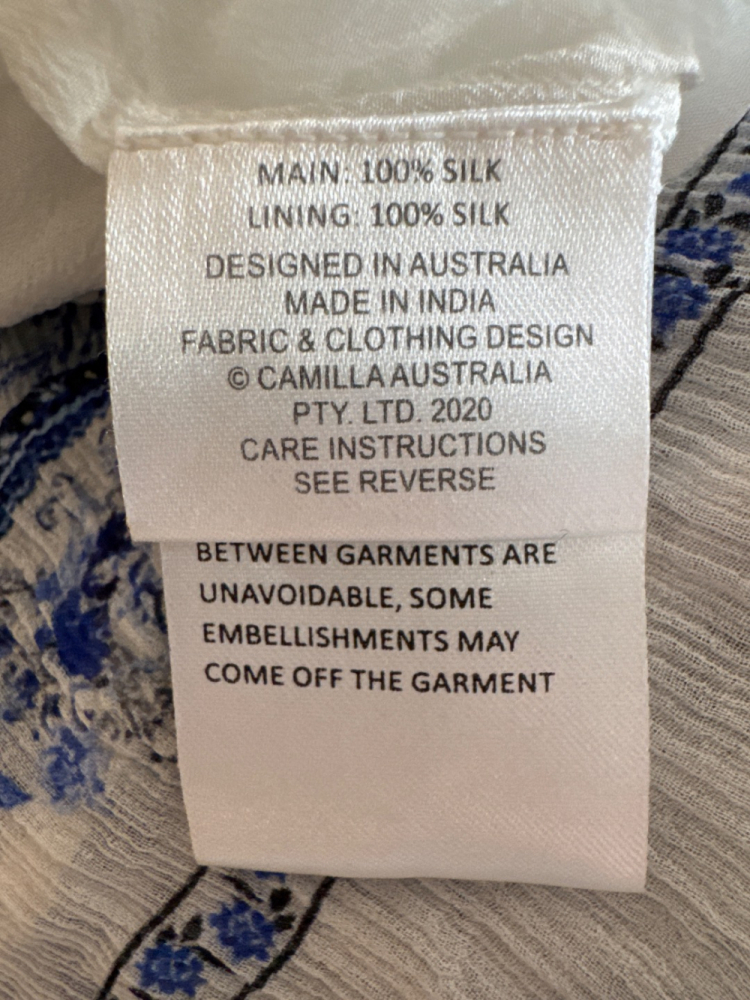 MAIN: 100% SILK
LINING: 100% SILK
DESIGNED IN AUSTRALIA
MADE IN INDIA
FABRIC & CLOTHING DESIGN
© CAMILLA AUSTRALIA
PTY. LTD. 2020
CARE INSTRUCTIONS
SEE REVERSE
BETWEEN GARMENTS ARE
UNAVOIDABLE, SOME
EMBELLISHMENTS MAY
COME OFF THE GARMENT